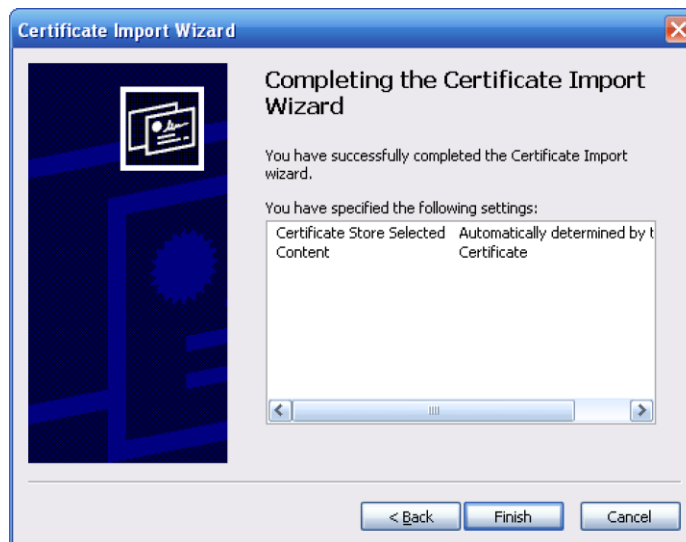 Certificate Import Wizard
Completing the Certificate Import
Wizard
You have successfully completed the Certificate Import
wizard.
You have specified the following settings:
Certificate Store Selected Automatically determined by t
Content Certificate
< Back Finish Cancel